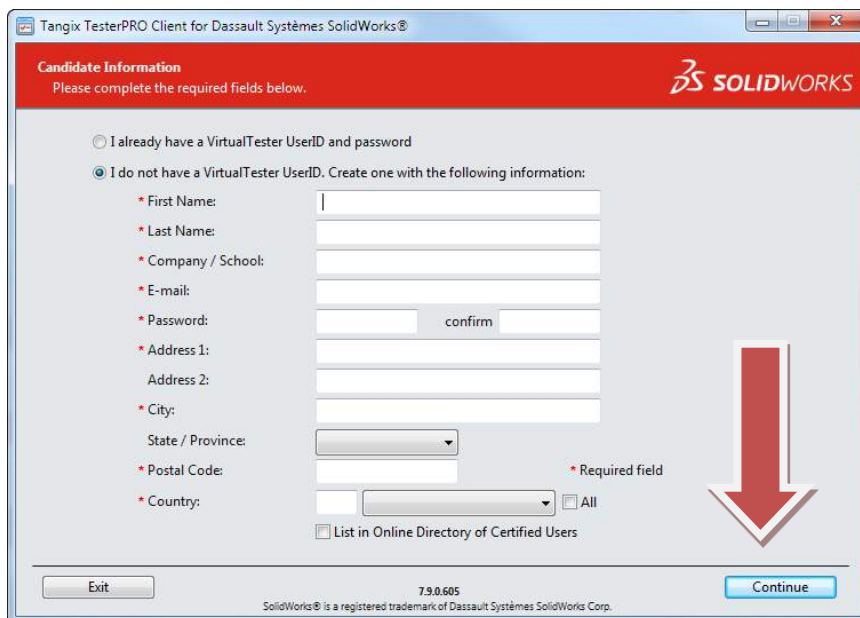 Tangix TesterPRO Client for Dassault Systèmes SolidWorks®
Candidate Information
Please complete the required fields below.
SOLIDWORKS
I already have a VirtualTester UserID and password
I do not have a VirtualTester UserID. Create one with the following information:
* First Name:
* Last Name:
* Company / School:
* E-mail:
* Password: confirm
* Address 1:
Address 2:
* City:
State / Province:
* Postal Code: * Required field
* Country: All
List in Online Directory of Certified Users
Exit 7.9.0.605 Continue
SolidWorks® is a registered trademark of Dassault Systèmes SolidWorks Corp.